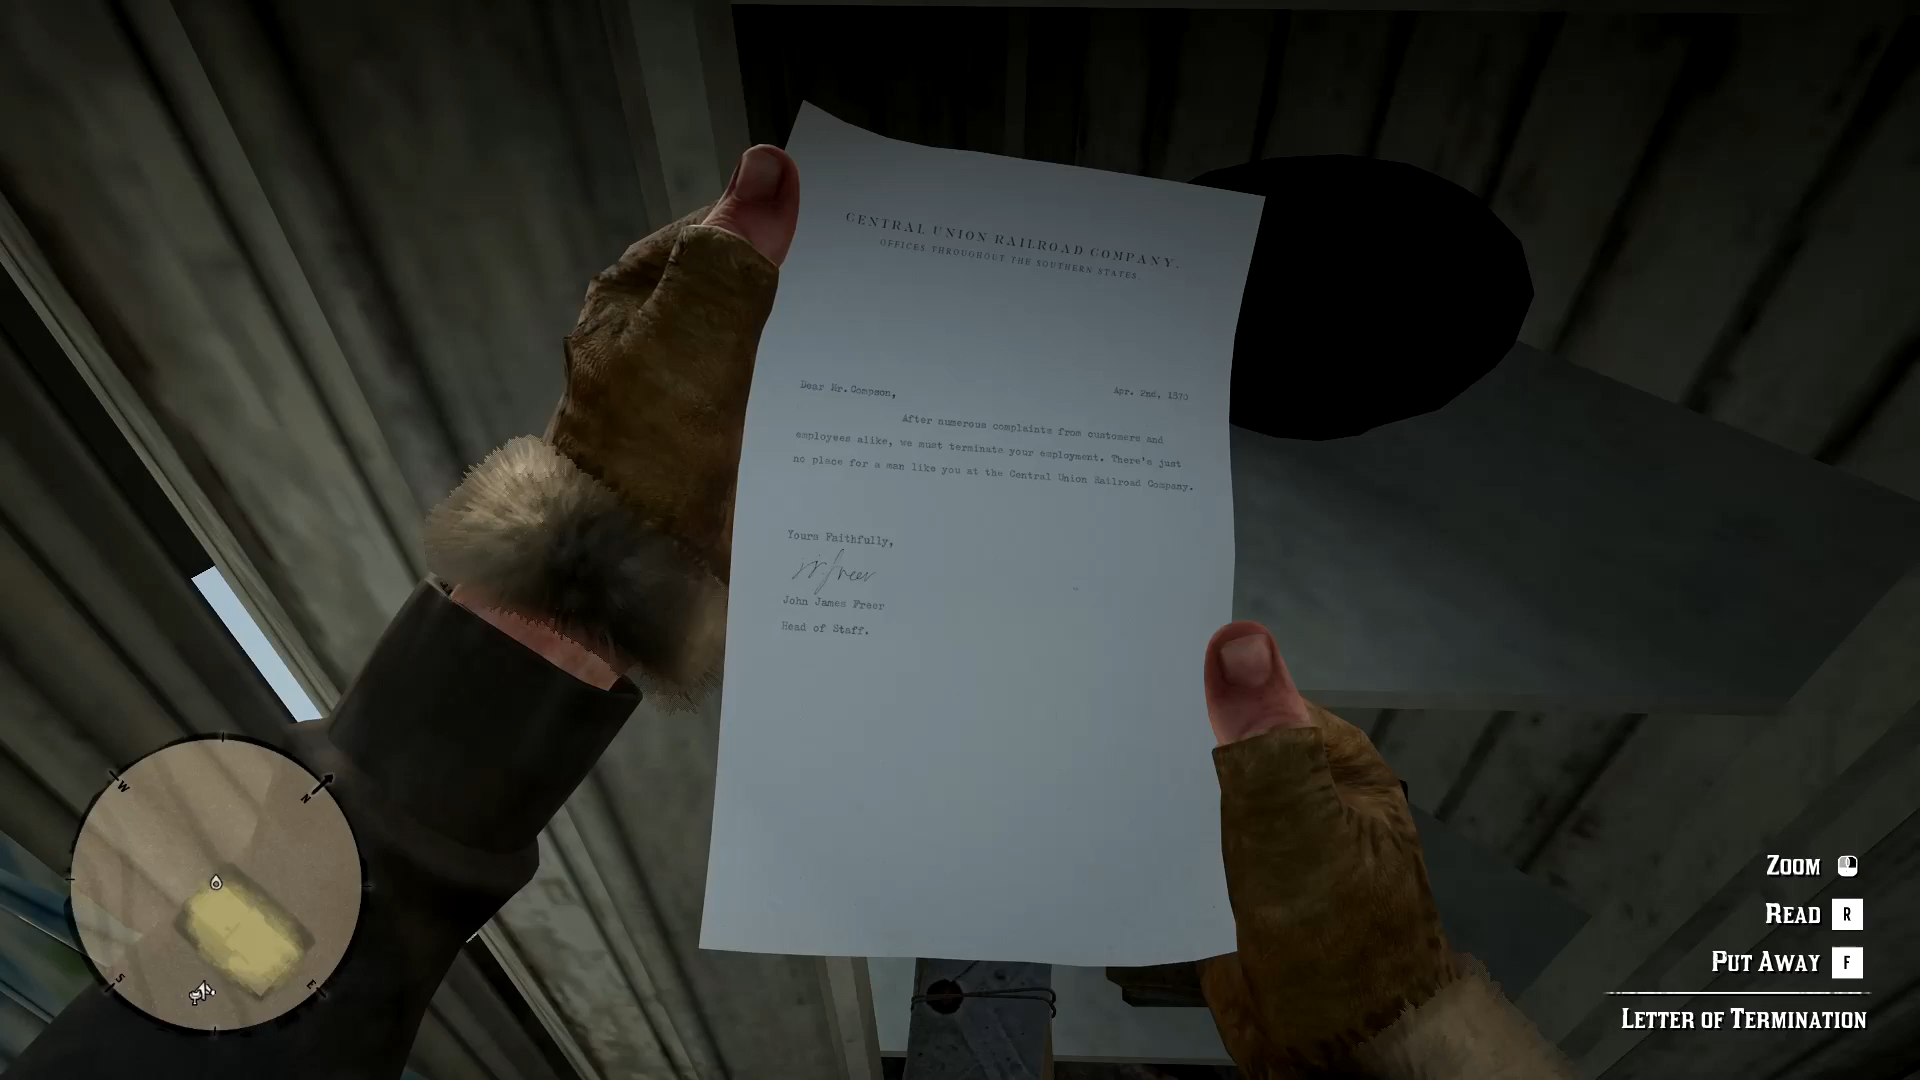 CENTRAL UNION RAILROAD COMPANY.
OFFICES THROUGHOUT THE SOUTHERN STATES.
Dear Mr. Compson,
Apr. 2nd, 1870
After numerous complaints from customers and
employees alike, we must terminate your employment. There's just
no place for a man like you at the Central Union Railroad Company.
Yours Faithfully,
J.J. Freer
John James Freer
Head of Staff.
W
N
S
E
ZOOM
READ R
PUT AWAY F
LETTER OF TERMINATION